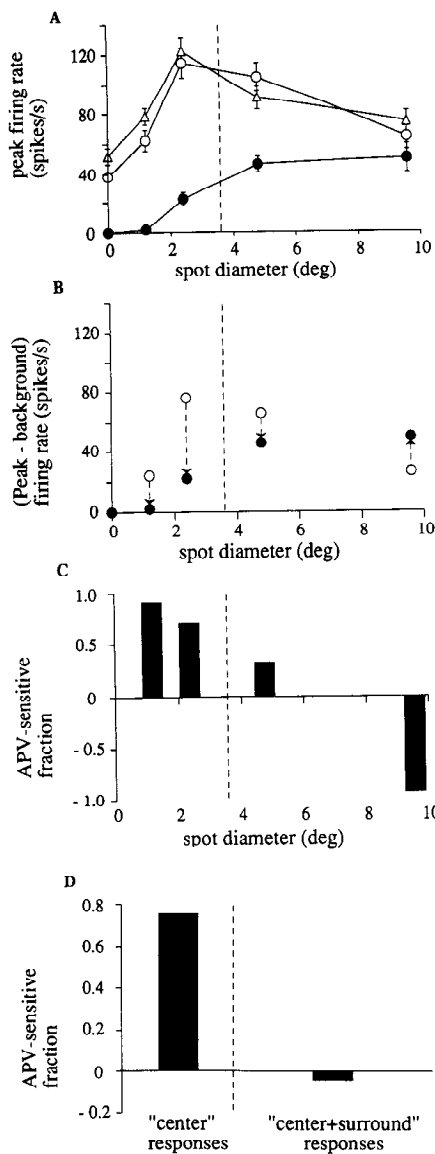 A
peak firing rate
(spikes/s)
120
80
40
0
0 2 4 6 8 10
spot diameter (deg)
B
(Peak - background)
firing rate (spikes/s)
120
80
40
0
0 2 4 6 8 10
spot diameter (deg)
C
APV-sensitive
fraction
1.0
0.5
0
- 0.5
- 1.0
0 2 4 6 8 10
spot diameter (deg)
D
APV-sensitive
fraction
0.8
0.6
0.4
0.2
0
- 0.2
"center" "center+surround"
responses responses